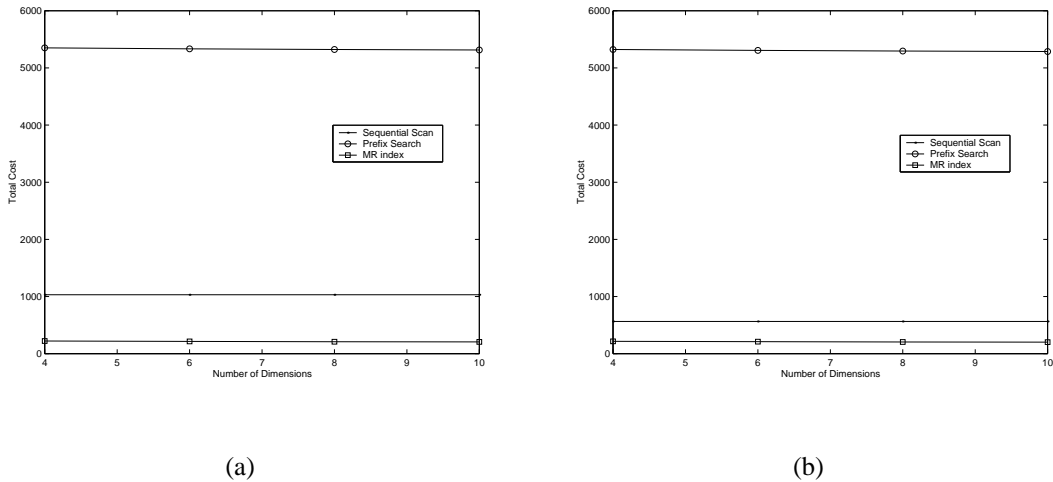 6000
5000
4000
3000
2000
1000
0
Total Cost
Sequential Scan
Prefix Search
MR index
4 5 6 7 8 9 10
Number of Dimensions
(a)
6000
5000
4000
3000
2000
1000
0
Total Cost
Sequential Scan
Prefix Search
MR index
4 5 6 7 8 9 10
Number of Dimensions
(b)